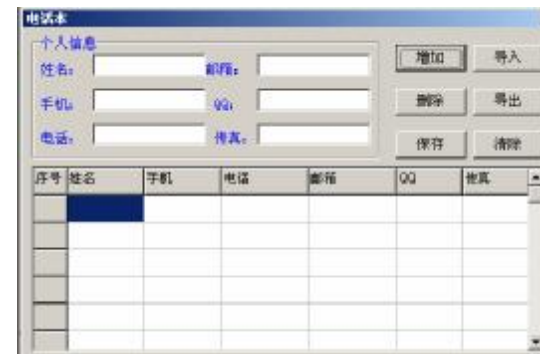 电话本
个人信息
姓名: 邮箱: 增加 导入
手机: QQ: 删除 导出
电话: 传真: 保存 清除
序号 姓名 手机 电话 邮箱 QQ 传真